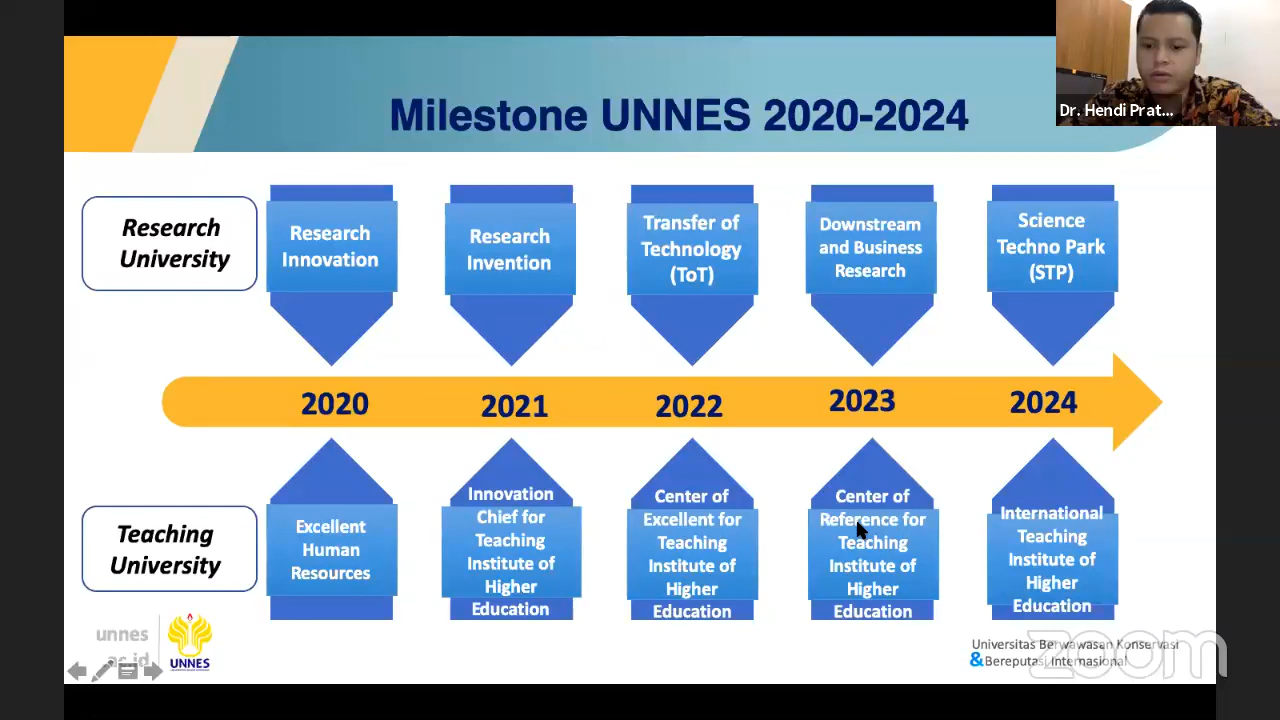 Milestone UNNES 2020-2024
Dr. Hendi Prat...
Research
University
Research
Innovation
Research
Invention
Transfer of
Technology
(ToT)
Downstream
and Business
Research
Science
Techno Park
(STP)
2020
2021
2022
2023
2024
Teaching
University
Excellent
Human
Resources
Innovation
Chief for
Teaching
Institute of
Higher
Education
Center of
Excellent for
Teaching
Institute of
Higher
Education
Center of
Reference for
Teaching
Institute of
Higher
Education
International
Teaching
Institute of
Higher
Education
unnes
ac.id
UNNES
Universitas Berwawasan Konservasi
&Bereputasi Internasional
zoom